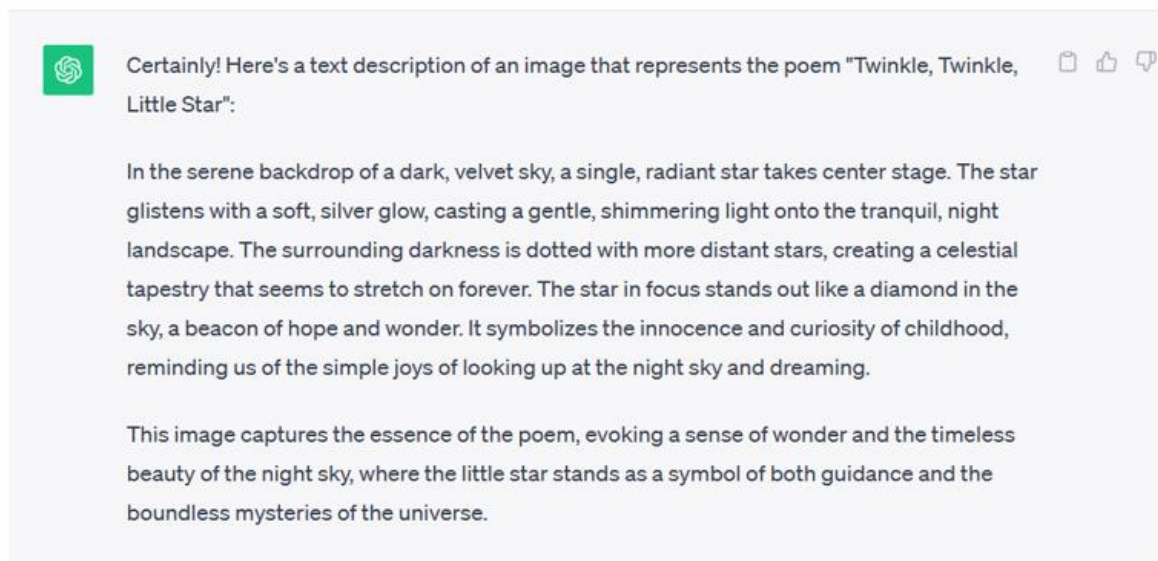 Certainly! Here's a text description of an image that represents the poem "Twinkle, Twinkle,
Little Star":
In the serene backdrop of a dark, velvet sky, a single, radiant star takes center stage. The star
glistens with a soft, silver glow, casting a gentle, shimmering light onto the tranquil, night
landscape. The surrounding darkness is dotted with more distant stars, creating a celestial
tapestry that seems to stretch on forever. The star in focus stands out like a diamond in the
sky, a beacon of hope and wonder. It symbolizes the innocence and curiosity of childhood,
reminding us of the simple joys of looking up at the night sky and dreaming.
This image captures the essence of the poem, evoking a sense of wonder and the timeless
beauty of the night sky, where the little star stands as a symbol of both guidance and the
boundless mysteries of the universe.